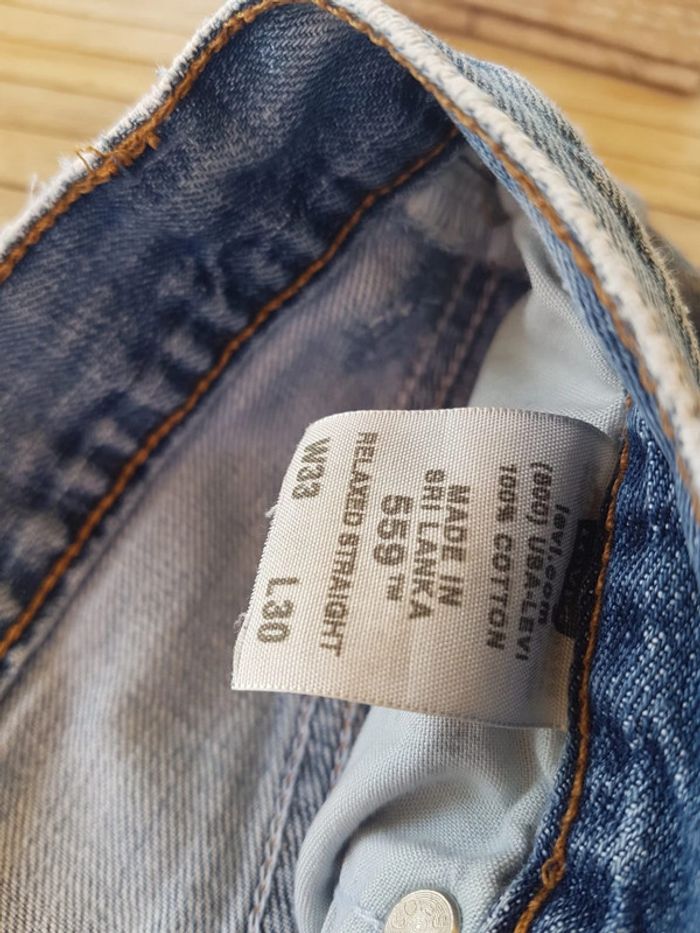 levi.com
(800) USA-LEVI
100% COTTON
MADE IN
SRI LANKA
559™
RELAXED STRAIGHT
W33 L30